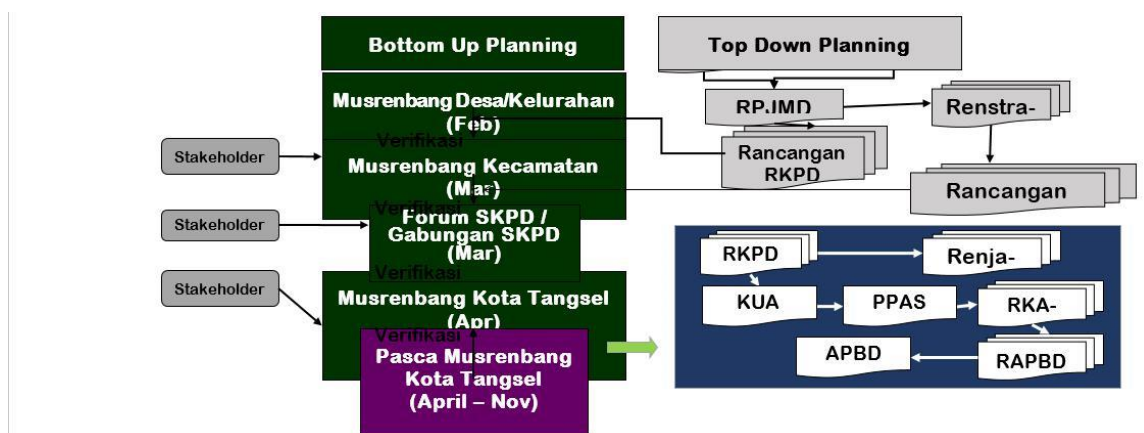 Bottom Up Planning
Musrenbang Desa/Kelurahan
(Feb)
Verifikasi
Musrenbang Kecamatan
(Mar)
Verifikasi
Forum SKPD /
Gabungan SKPD
(Mar)
Verifikasi
Musrenbang Kota Tangsel
(Apr)
Verifikasi
Pasca Musrenbang
Kota Tangsel
(April – Nov)
Stakeholder
Stakeholder
Stakeholder
Top Down Planning
RPJMD
Renstra-
Rancangan
RKPD
Rancangan
RKPD
Renja-
KUA
PPAS
RKA-
APBD
RAPBD